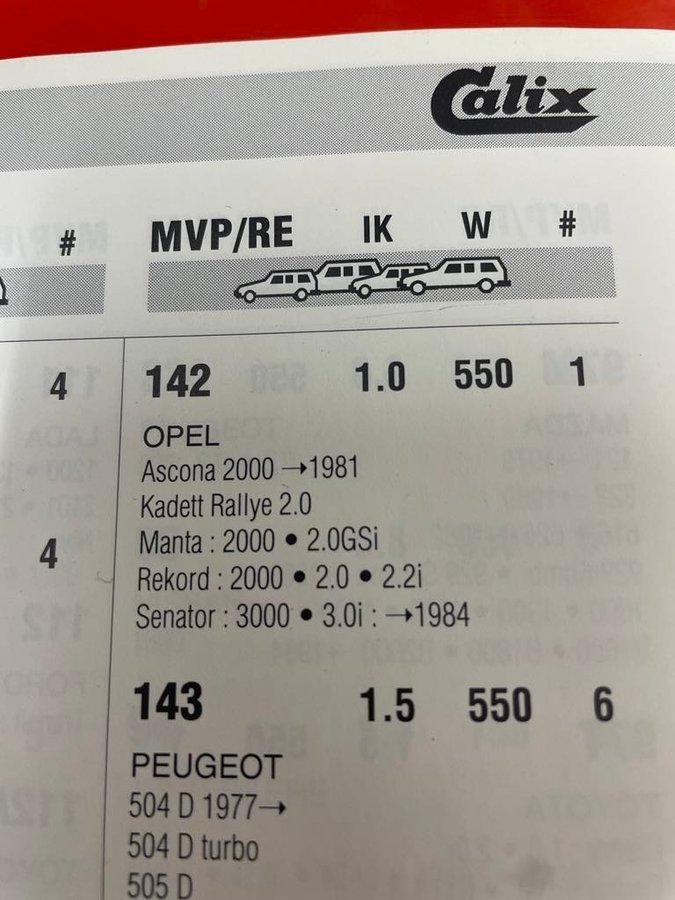 Calix
#
MVP/RE IK W #
4
142 1.0 550 1
OPEL
Ascona 2000 →1981
Kadett Rallye 2.0
Manta : 2000 • 2.0GSi
4
Rekord : 2000 • 2.0 • 2.2i
Senator : 3000 • 3.0i : →1984
143 1.5 550 6
PEUGEOT
504 D 1977→
504 D turbo
505 D